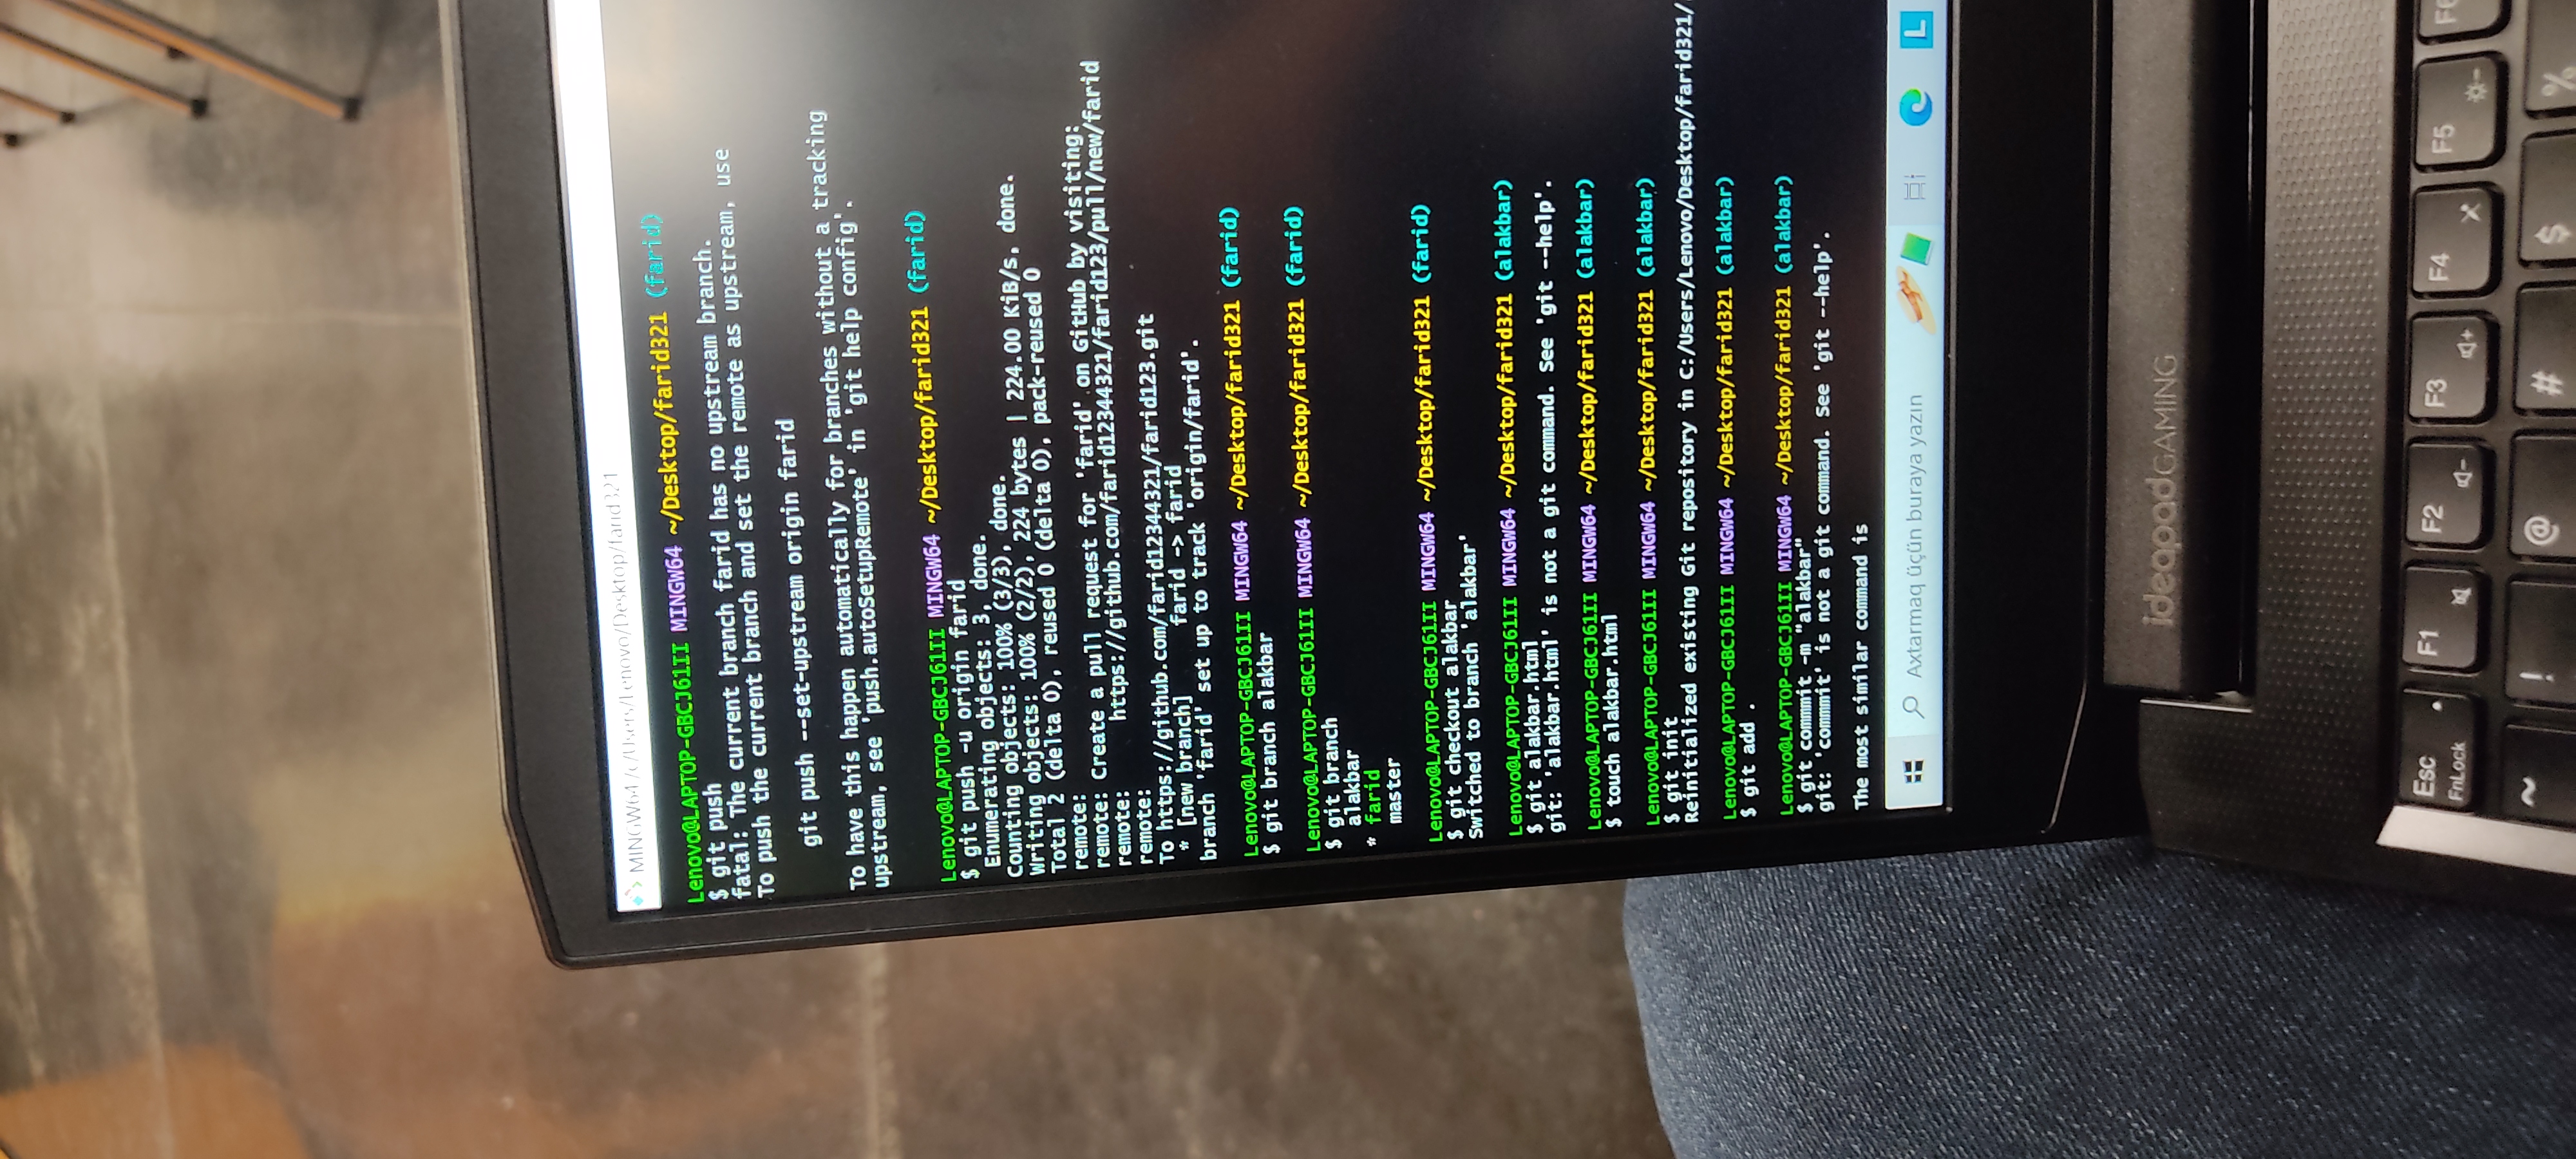 MINGW64:/c/Users/Lenovo/Desktop/farid321
Lenovo@LAPTOP-GBCJ61II MINGW64 ~/Desktop/farid321 (farid)
$ git push
fatal: The current branch farid has no upstream branch.
To push the current branch and set the remote as upstream, use
git push --set-upstream origin farid
To have this happen automatically for branches without a tracking
upstream, see 'push.autoSetupRemote' in 'git help config'.
Lenovo@LAPTOP-GBCJ61II MINGW64 ~/Desktop/farid321 (farid)
$ git push -u origin farid
Enumerating objects: 3, done.
Counting objects: 100% (3/3), done.
Writing objects: 100% (2/2), 224 bytes | 224.00 KiB/s, done.
Total 2 (delta 0), reused 0 (delta 0), pack-reused 0
remote:
remote: Create a pull request for 'farid' on GitHub by visiting:
remote:      https://github.com/farid12344321/farid123/pull/new/farid
remote:
To https://github.com/farid12344321/farid123.git
* [new branch]      farid -> farid
branch 'farid' set up to track 'origin/farid'.
Lenovo@LAPTOP-GBCJ61II MINGW64 ~/Desktop/farid321 (farid)
$ git branch alakbar
Lenovo@LAPTOP-GBCJ61II MINGW64 ~/Desktop/farid321 (farid)
$ git branch
alakbar
* farid
master
Lenovo@LAPTOP-GBCJ61II MINGW64 ~/Desktop/farid321 (farid)
$ git checkout alakbar
Switched to branch 'alakbar'
Lenovo@LAPTOP-GBCJ61II MINGW64 ~/Desktop/farid321 (alakbar)
$ git alakbar.html
git: 'alakbar.html' is not a git command. See 'git --help'.
Lenovo@LAPTOP-GBCJ61II MINGW64 ~/Desktop/farid321 (alakbar)
$ touch alakbar.html
Lenovo@LAPTOP-GBCJ61II MINGW64 ~/Desktop/farid321 (alakbar)
$ git init
Reinitialized existing Git repository in C:/Users/Lenovo/Desktop/farid321/
Lenovo@LAPTOP-GBCJ61II MINGW64 ~/Desktop/farid321 (alakbar)
$ git add .
Lenovo@LAPTOP-GBCJ61II MINGW64 ~/Desktop/farid321 (alakbar)
$ git commmit -m "alakbar"
git: 'commmit' is not a git command. See 'git --help'.
The most similar command is
Axtarmaq üçün buraya yazın
L
ideapad GAMING
Esc F1 F2 F3 F4 F5 F6
FnLock
~ ! @ # $ %